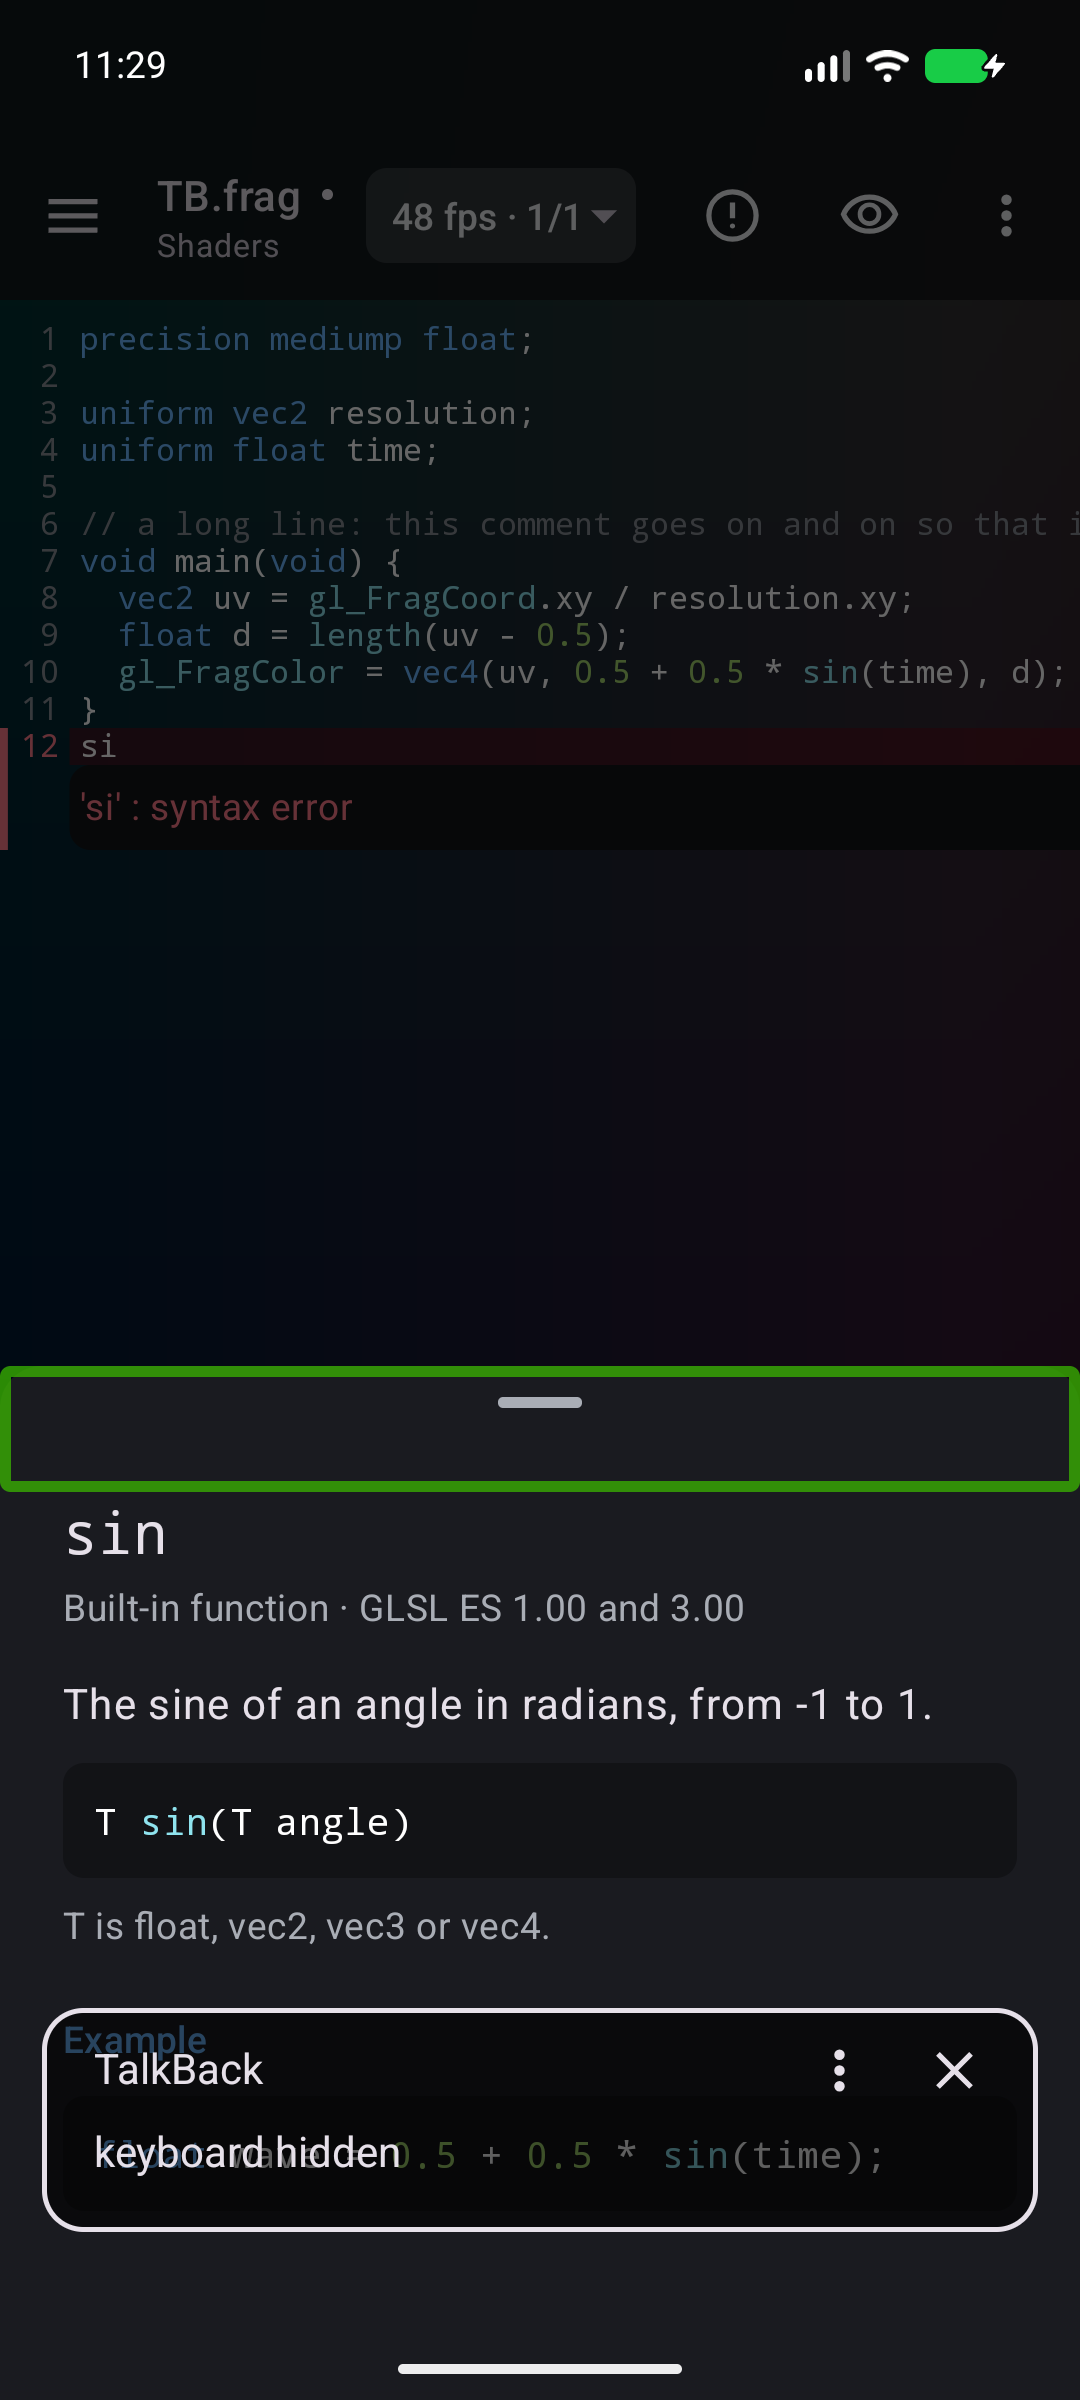 11:29
TB.frag •
Shaders
48 fps · 1/1
1 precision mediump float;
2
3 uniform vec2 resolution;
4 uniform float time;
5
6 // a long line: this comment goes on and on so that i
7 void main(void) {
8   vec2 uv = gl_FragCoord.xy / resolution.xy;
9   float d = length(uv - 0.5);
10   gl_FragColor = vec4(uv, 0.5 + 0.5 * sin(time), d);
11 }
12 si
'si' : syntax error
sin
Built-in function · GLSL ES 1.00 and 3.00
The sine of an angle in radians, from -1 to 1.
T sin(T angle)
T is float, vec2, vec3 or vec4.
Example
TalkBack
keyboard hidden
float wave = 0.5 + 0.5 * sin(time);